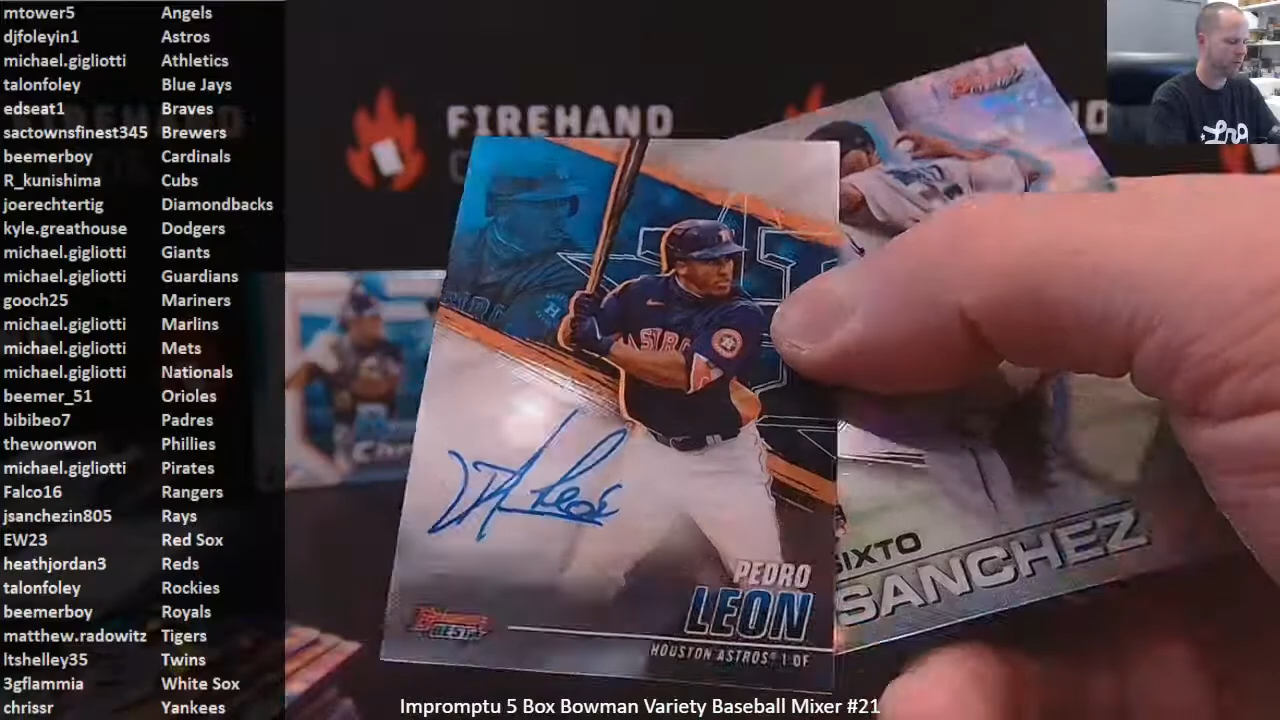 mtower5 Angels
djfoleyin1 Astros
michael.gigliotti Athletics
talonfoley Blue Jays
edseat1 Braves
sactownsfinest345 Brewers
beemerboy Cardinals
R_kunishima Cubs
joerechtertig Diamondbacks
kyle.greathouse Dodgers
michael.gigliotti Giants
michael.gigliotti Guardians
gooch25 Mariners
michael.gigliotti Marlins
michael.gigliotti Mets
michael.gigliotti Nationals
beemer_51 Orioles
bibibeo7 Padres
thewonwon Phillies
michael.gigliotti Pirates
Falco16 Rangers
jsanchezin805 Rays
EW23 Red Sox
heathjordan3 Reds
talonfoley Rockies
beemerboy Royals
matthew.radowitz Tigers
ltshelley35 Twins
3gflammia White Sox
chrissr Yankees
FIREHAND
PEDRO
LEON
HOUSTON ASTROS® | OF
BEST
SIXTO
SANCHEZ
Impromptu 5 Box Bowman Variety Baseball Mixer #21